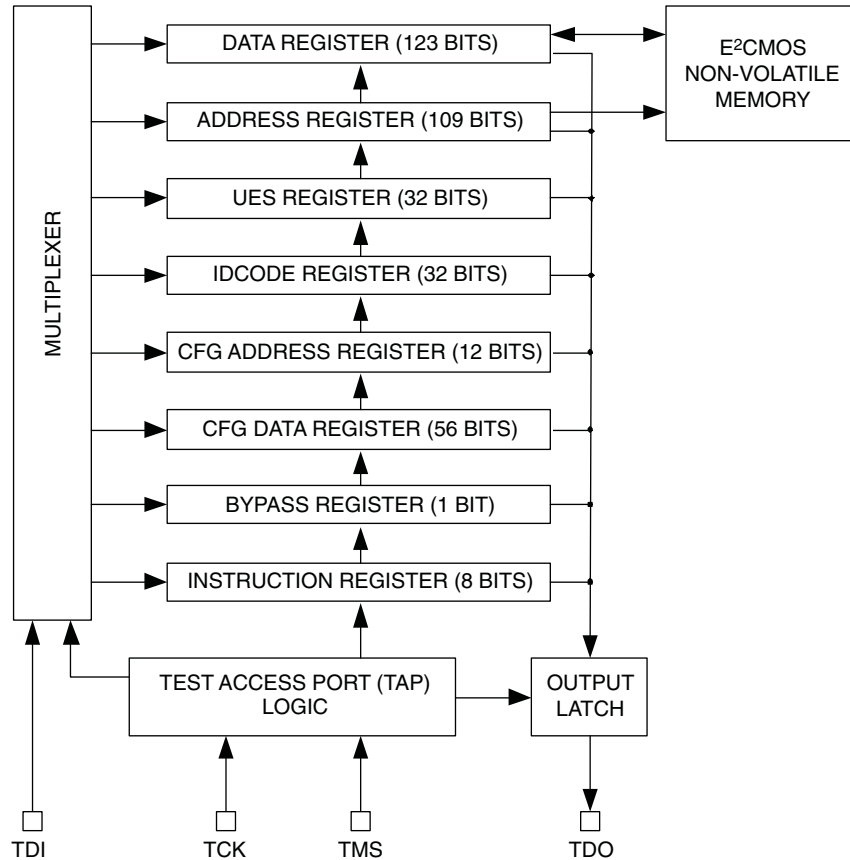 DATA REGISTER (123 BITS)
E²CMOS
NON-VOLATILE
MEMORY
ADDRESS REGISTER (109 BITS)
UES REGISTER (32 BITS)
MULTIPLEXER
IDCODE REGISTER (32 BITS)
CFG ADDRESS REGISTER (12 BITS)
CFG DATA REGISTER (56 BITS)
BYPASS REGISTER (1 BIT)
INSTRUCTION REGISTER (8 BITS)
TEST ACCESS PORT (TAP)
LOGIC
OUTPUT
LATCH
TDI
TCK
TMS
TDO